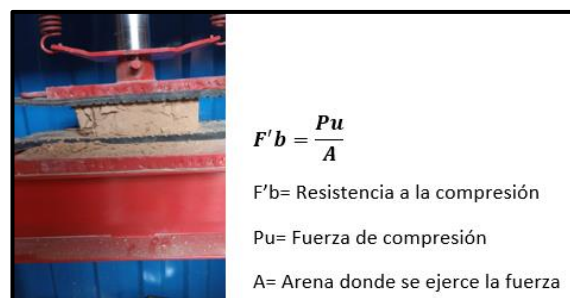 F'b = Pu / A
F'b= Resistencia a la compresión
Pu= Fuerza de compresión
A= Arena donde se ejerce la fuerza